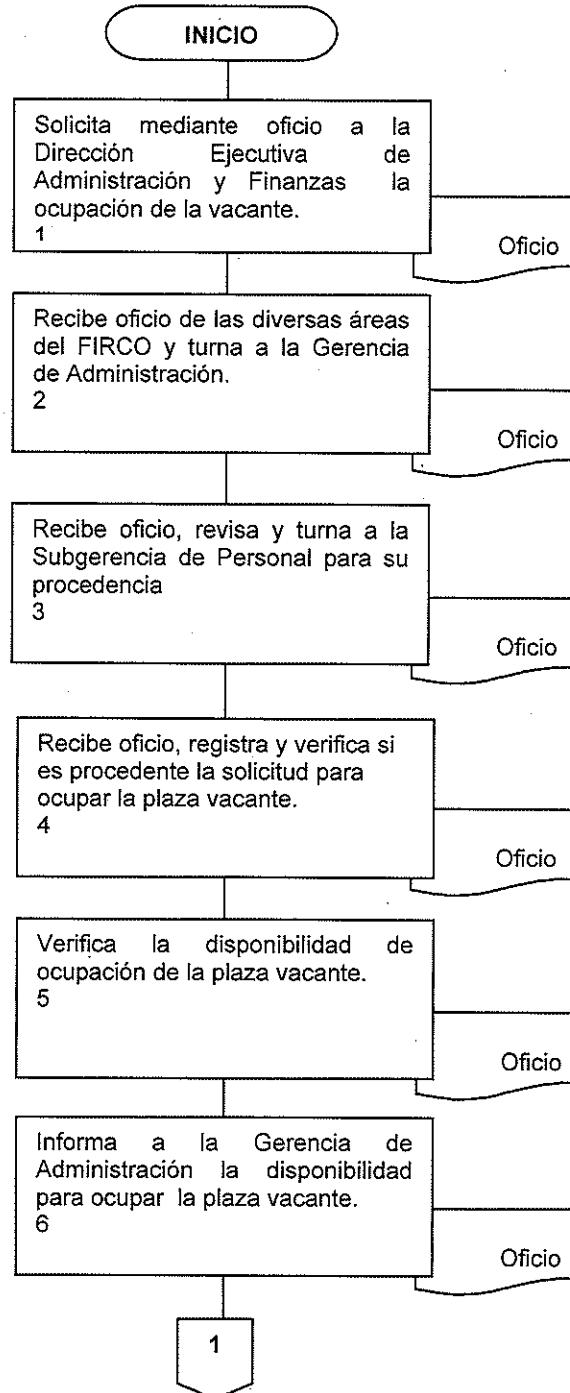 INICIO
Solicita mediante oficio a la
Dirección Ejecutiva de
Administración y Finanzas la
ocupación de la vacante.
1
Oficio
Recibe oficio de las diversas áreas
del FIRCO y turna a la Gerencia
de Administración.
2
Oficio
Recibe oficio, revisa y turna a la
Subgerencia de Personal para su
procedencia
3
Oficio
Recibe oficio, registra y verifica si
es procedente la solicitud para
ocupar la plaza vacante.
4
Oficio
Verifica la disponibilidad de
ocupación de la plaza vacante.
5
Oficio
Informa a la Gerencia de
Administración la disponibilidad
para ocupar la plaza vacante.
6
Oficio
1